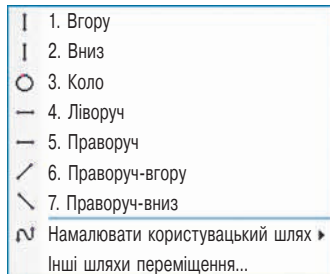 1. Вгору
2. Вниз
3. Коло
4. Ліворуч
5. Праворуч
6. Праворуч-вгору
7. Праворуч-вниз
Намалювати користувацький шлях
Інші шляхи переміщення...